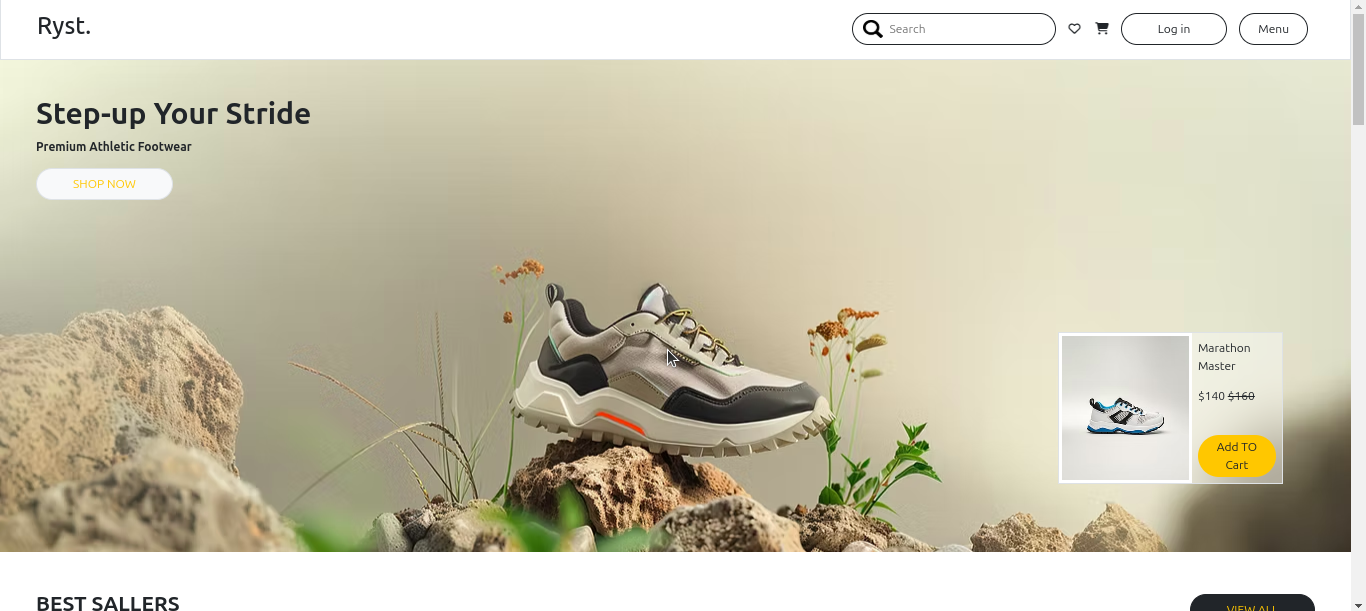 Ryst.
Search
Log in
Menu
Step-up Your Stride
Premium Athletic Footwear
SHOP NOW
Marathon
Master
$140 $160
Add TO
Cart
BEST SALLERS
VIEW ALL